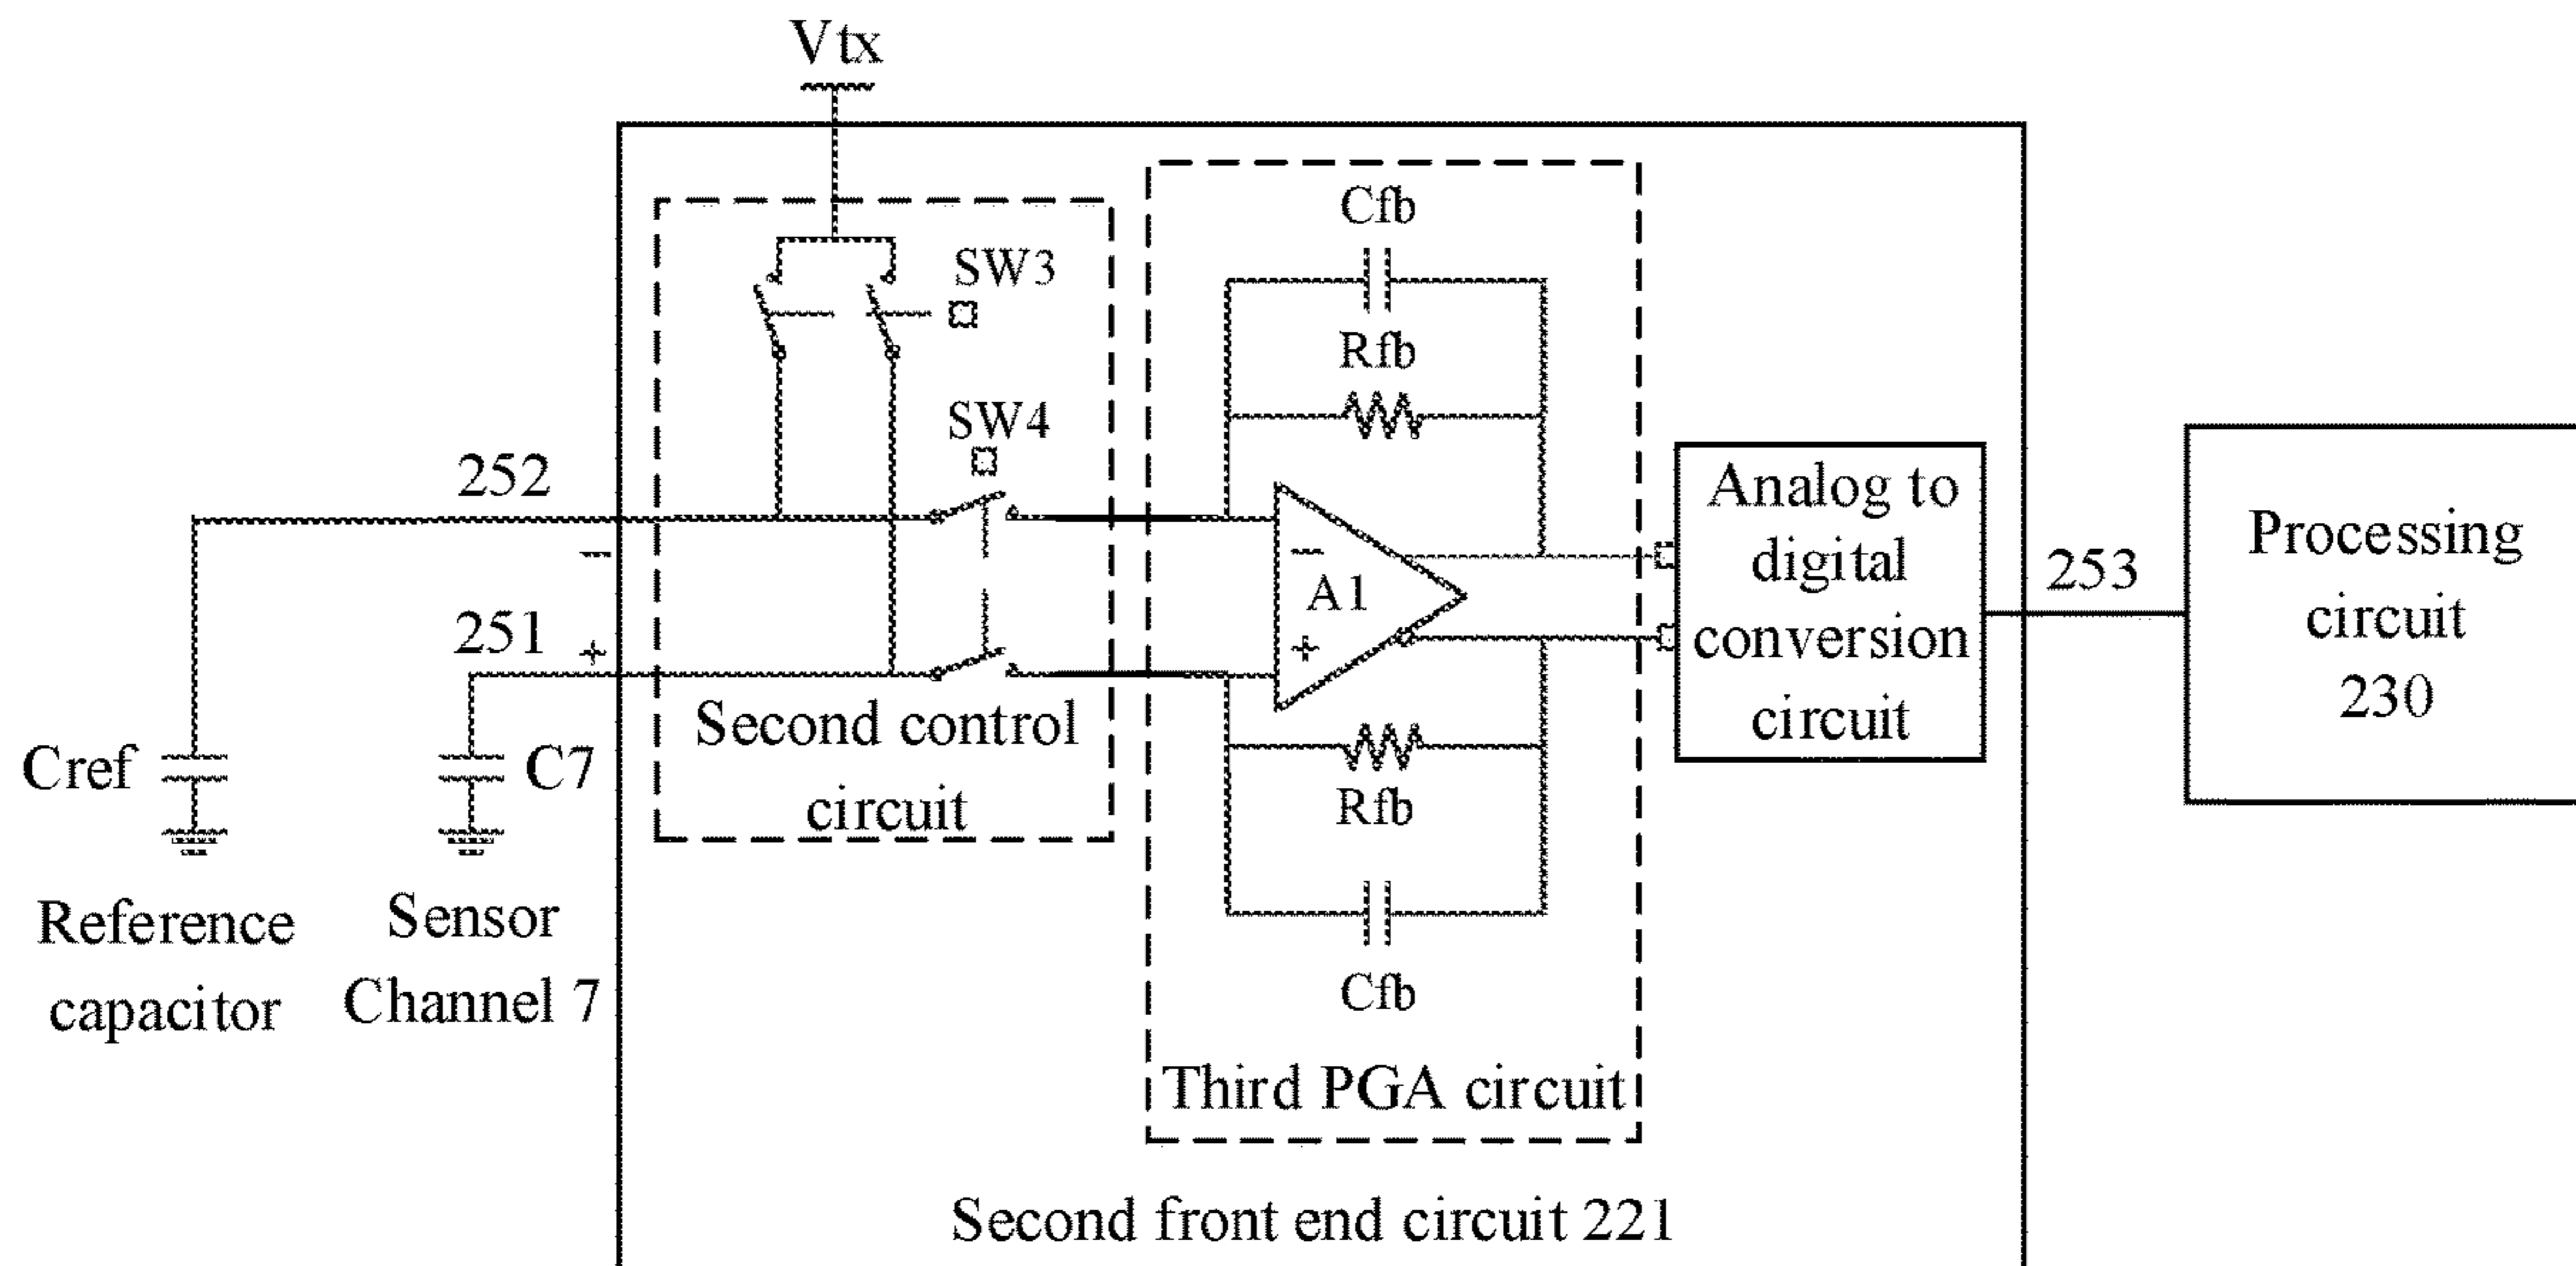 Vtx
Cfb
SW3
Rfb
SW4
252
Analog to
digital
conversion
circuit
Processing
circuit
230
−
−
A1
+
253
251
+
Second control
circuit
Cref
C7
Rfb
Reference
capacitor
Sensor
Channel 7
Cfb
Third PGA circuit
Second front end circuit 221